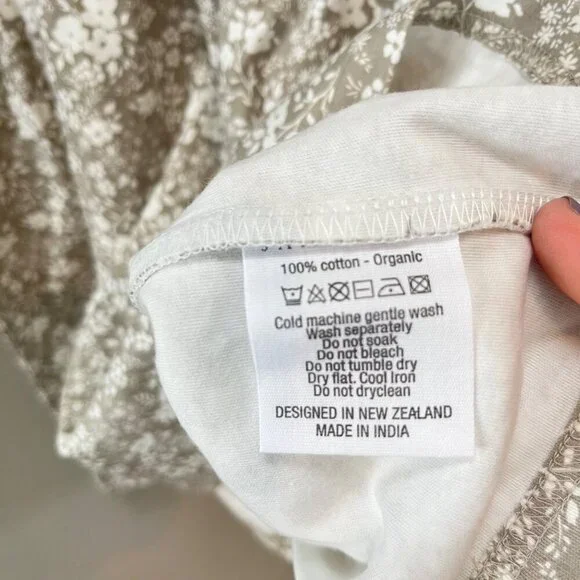 100% cotton - Organic
Cold machine gentle wash
Wash separately
Do not soak
Do not bleach
Do not tumble dry
Dry flat. Cool Iron
Do not dryclean
DESIGNED IN NEW ZEALAND
MADE IN INDIA